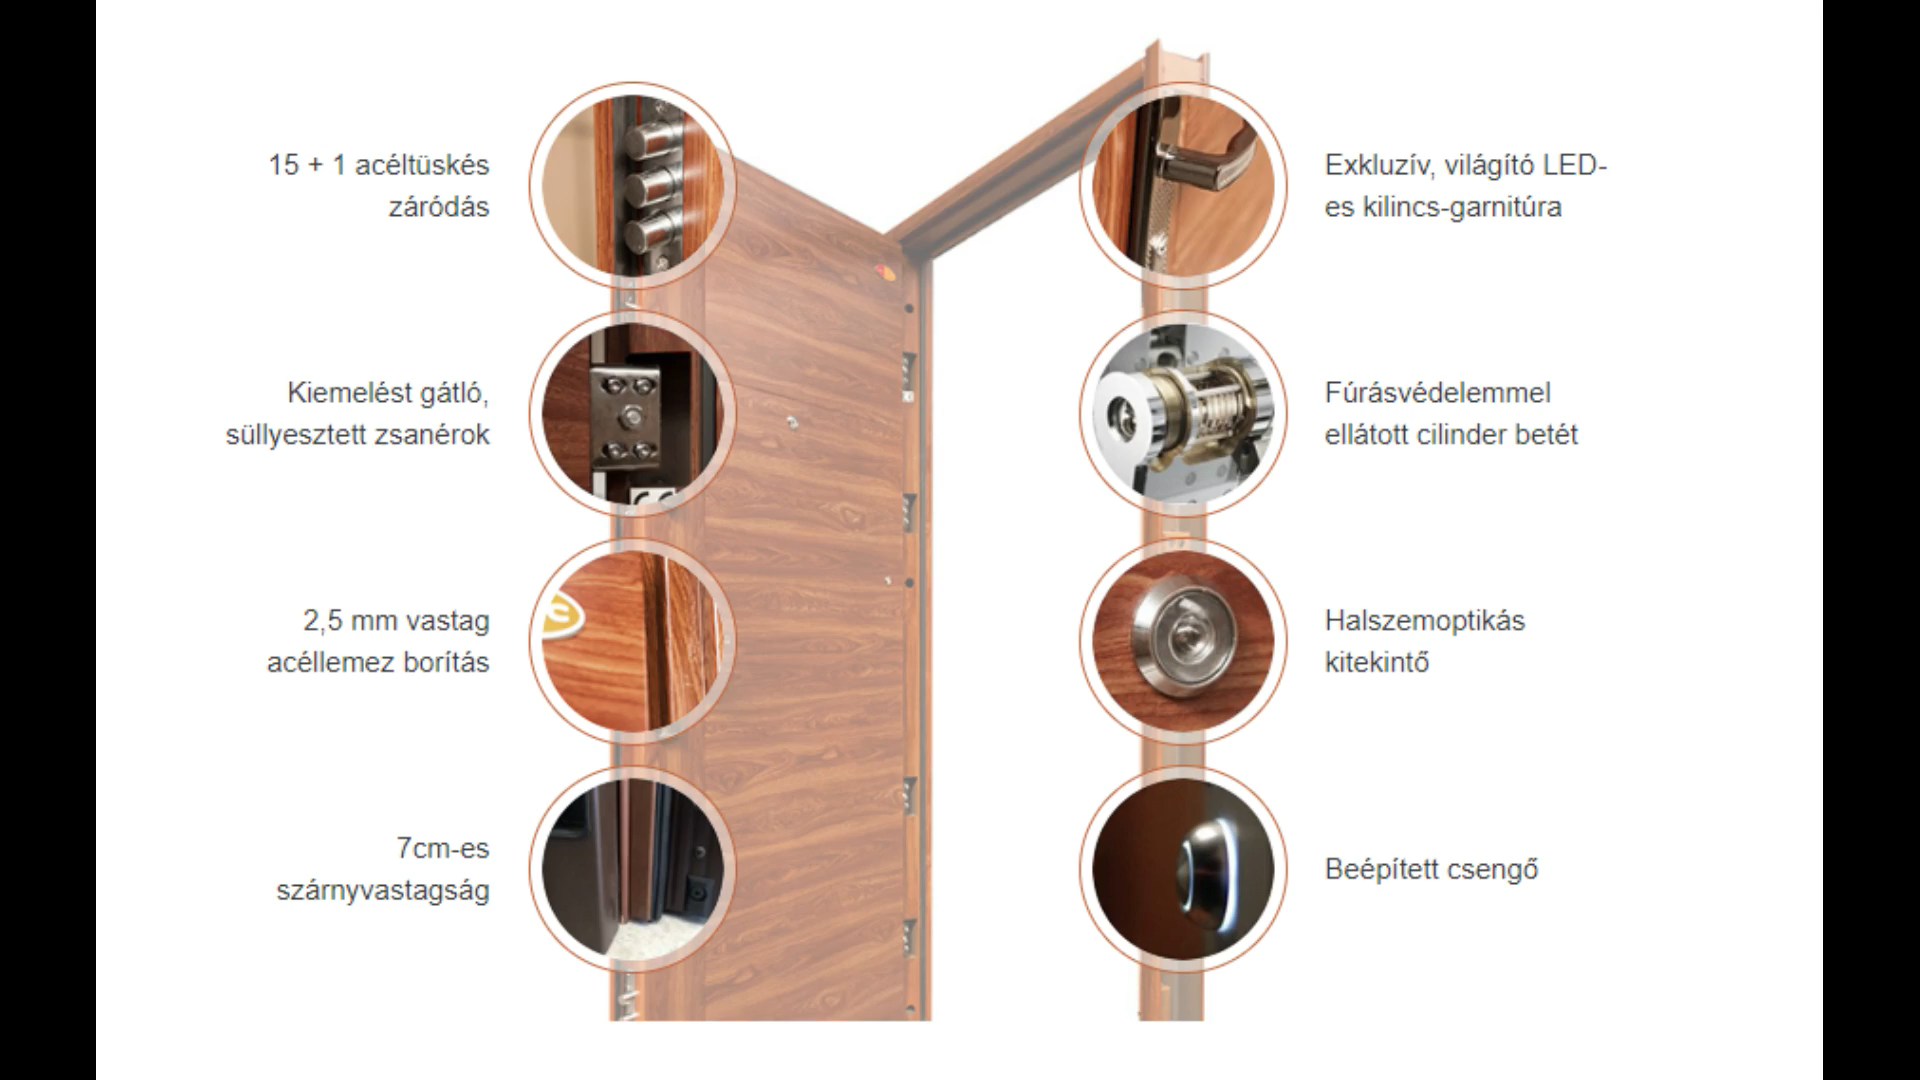 15 + 1 acéltüskés
záródás
Kiemelést gátló,
süllyesztett zsanérok
2,5 mm vastag
acéllemez borítás
7cm-es
szárnyvastagság
Exkluzív, világító LED-
es kilincs-garnitúra
Fúrásvédelemmel
ellátott cilinder betét
Halszemoptikás
kitekintő
Beépített csengő
CE